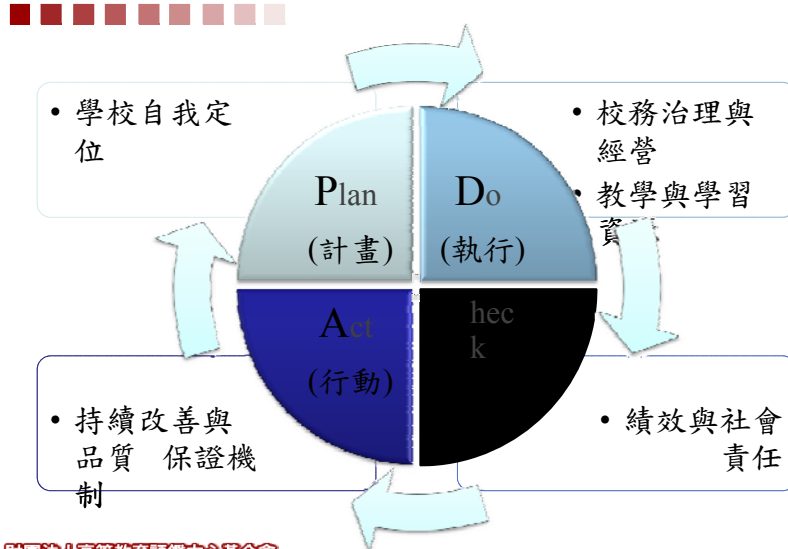 • 學校自我定
位
• 校務治理與
經營
• 教學與學習
資
Plan
(計畫)
Do
(執行)
Act
(行動)
hec
k
• 持續改善與
品質 保證機
制
• 績效與社會
責任